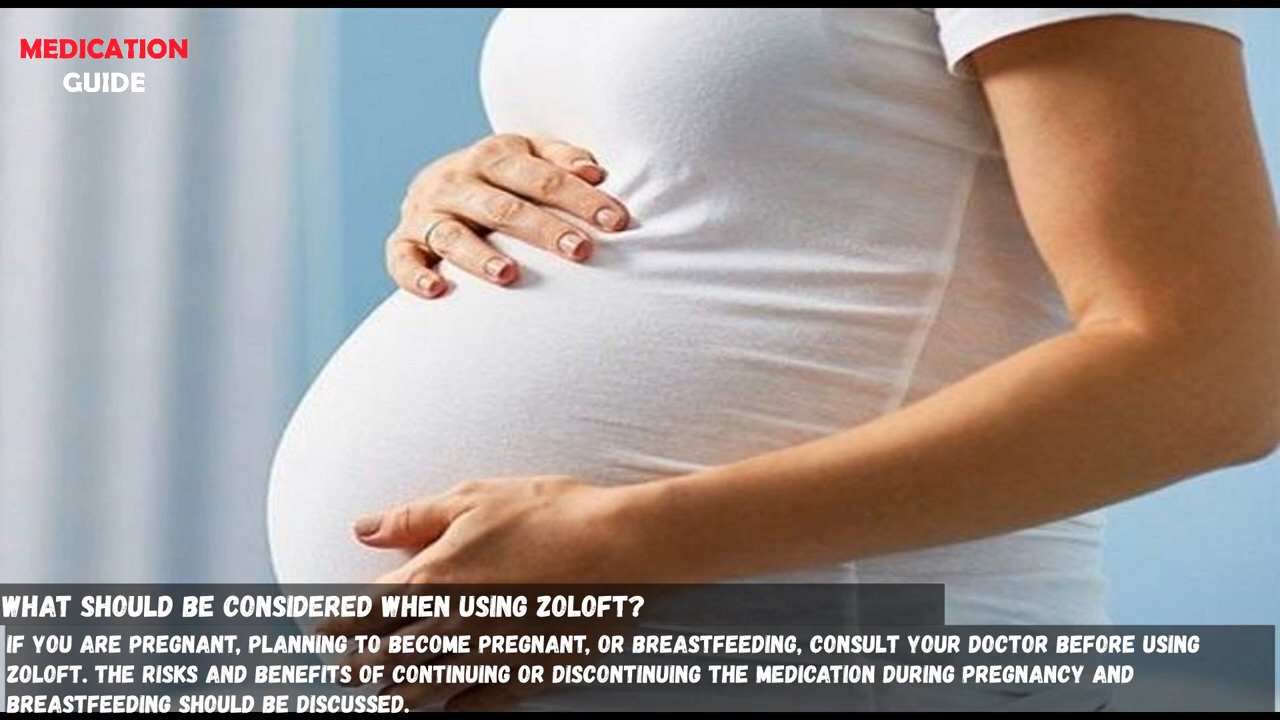 MEDICATION
GUIDE
WHAT SHOULD BE CONSIDERED WHEN USING ZOLOFT?
IF YOU ARE PREGNANT, PLANNING TO BECOME PREGNANT, OR BREASTFEEDING, CONSULT YOUR DOCTOR BEFORE USING
ZOLOFT. THE RISKS AND BENEFITS OF CONTINUING OR DISCONTINUING THE MEDICATION DURING PREGNANCY AND
BREASTFEEDING SHOULD BE DISCUSSED.